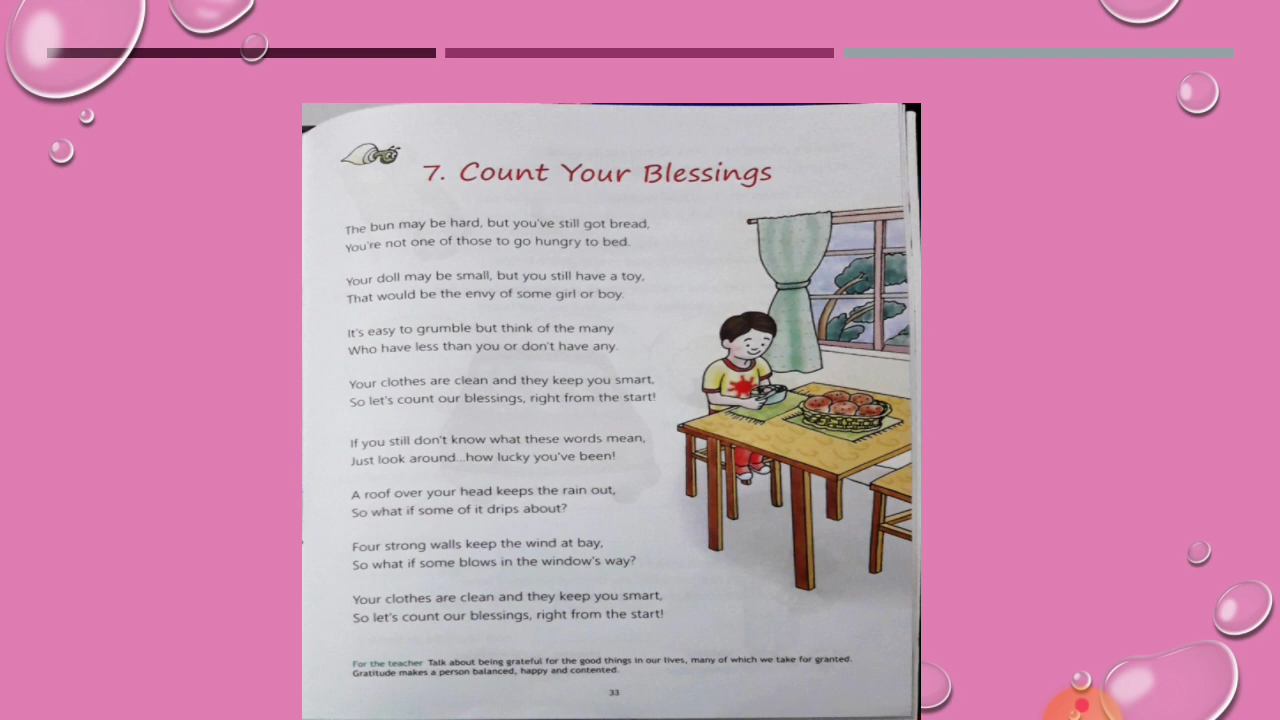 7. Count Your Blessings
The bun may be hard, but you've still got bread,
You're not one of those to go hungry to bed.
Your doll may be small, but you still have a toy,
That would be the envy of some girl or boy.
It's easy to grumble but think of the many
Who have less than you or don't have any.
Your clothes are clean and they keep you smart,
So let's count our blessings, right from the start!
If you still don't know what these words mean,
Just look around...how lucky you've been!
A roof over your head keeps the rain out,
So what if some of it drips about?
Four strong walls keep the wind at bay,
So what if some blows in the window's way?
Your clothes are clean and they keep you smart,
So let's count our blessings, right from the start!
For the teacher Talk about being grateful for the good things in our lives, many of which we take for granted.
Gratitude makes a person balanced, happy and contented.
33